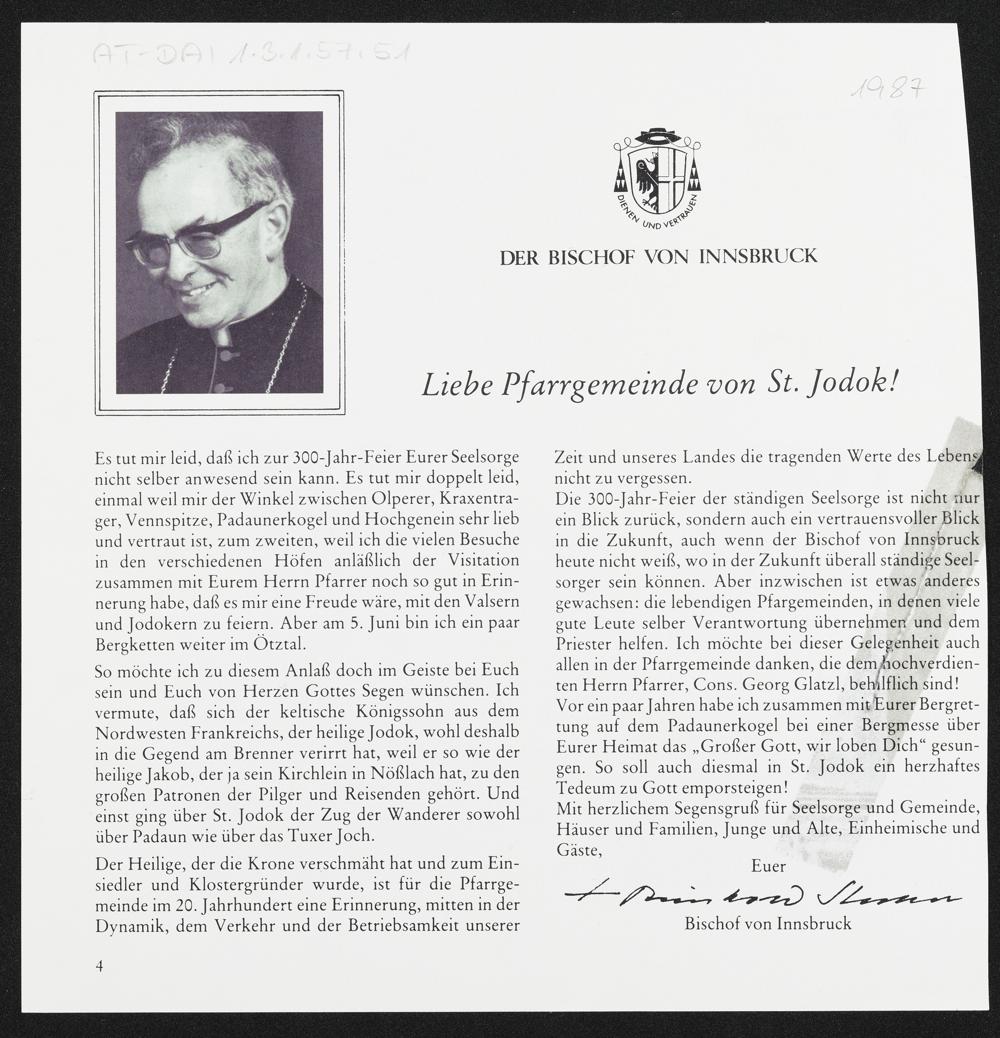 AT-DAI 1.3.1.57.51
1987
DIENEN UND VERTRAUEN
DER BISCHOF VON INNSBRUCK
Liebe Pfarrgemeinde von St. Jodok!
Es tut mir leid, daß ich zur 300-Jahr-Feier Eurer Seelsorge
nicht selber anwesend sein kann. Es tut mir doppelt leid,
einmal weil mir der Winkel zwischen Olperer, Kraxentra-
ger, Vennspitze, Padaunerkogel und Hochgenein sehr lieb
und vertraut ist, zum zweiten, weil ich die vielen Besuche
in den verschiedenen Höfen anläßlich der Visitation
zusammen mit Eurem Herrn Pfarrer noch so gut in Erin-
nerung habe, daß es mir eine Freude wäre, mit den Valsern
und Jodokern zu feiern. Aber am 5. Juni bin ich ein paar
Bergketten weiter im Ötztal.
So möchte ich zu diesem Anlaß doch im Geiste bei Euch
sein und Euch von Herzen Gottes Segen wünschen. Ich
vermute, daß sich der keltische Königssohn aus dem
Nordwesten Frankreichs, der heilige Jodok, wohl deshalb
in die Gegend am Brenner verirrt hat, weil er so wie der
heilige Jakob, der ja sein Kirchlein in Nößlach hat, zu den
großen Patronen der Pilger und Reisenden gehört. Und
einst ging über St. Jodok der Zug der Wanderer sowohl
über Padaun wie über das Tuxer Joch.
Der Heilige, der die Krone verschmäht hat und zum Ein-
siedler und Klostergründer wurde, ist für die Pfarrge-
meinde im 20. Jahrhundert eine Erinnerung, mitten in der
Dynamik, dem Verkehr und der Betriebsamkeit unserer
Zeit und unseres Landes die tragenden Werte des Lebens
nicht zu vergessen.
Die 300-Jahr-Feier der ständigen Seelsorge ist nicht nur
ein Blick zurück, sondern auch ein vertrauensvoller Blick
in die Zukunft, auch wenn der Bischof von Innsbruck
heute nicht weiß, wo in der Zukunft überall ständige Seel-
sorger sein können. Aber inzwischen ist etwas anderes
gewachsen: die lebendigen Pfargemeinden, in denen viele
gute Leute selber Verantwortung übernehmen und dem
Priester helfen. Ich möchte bei dieser Gelegenheit auch
allen in der Pfarrgemeinde danken, die dem hochverdien-
ten Herrn Pfarrer, Cons. Georg Glatzl, behilflich sind!
Vor ein paar Jahren habe ich zusammen mit Eurer Bergret-
tung auf dem Padaunerkogel bei einer Bergmesse über
Eurer Heimat das „Großer Gott, wir loben Dich“ gesun-
gen. So soll auch diesmal in St. Jodok ein herzhaftes
Tedeum zu Gott emporsteigen!
Mit herzlichem Segensgruß für Seelsorge und Gemeinde,
Häuser und Familien, Junge und Alte, Einheimische und
Gäste,
Euer
+ Reinhold Stecher
Bischof von Innsbruck
4